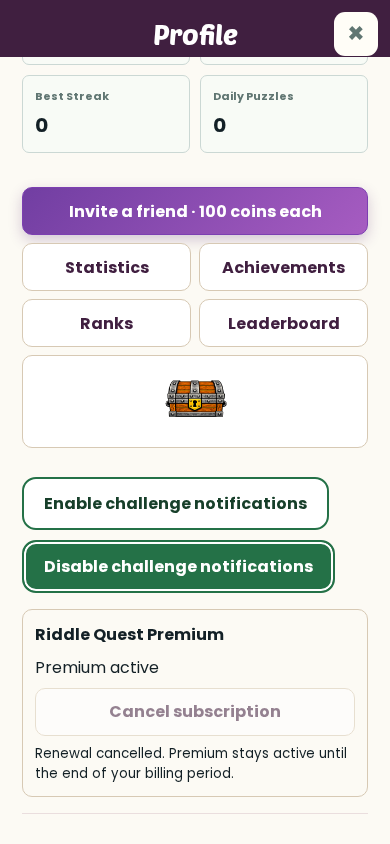 Profile
✖
Best Streak
Daily Puzzles
0
0
Invite a friend · 100 coins each
Statistics
Achievements
Ranks
Leaderboard
Enable challenge notifications
Disable challenge notifications
Riddle Quest Premium
Premium active
Cancel subscription
Renewal cancelled. Premium stays active until
the end of your billing period.